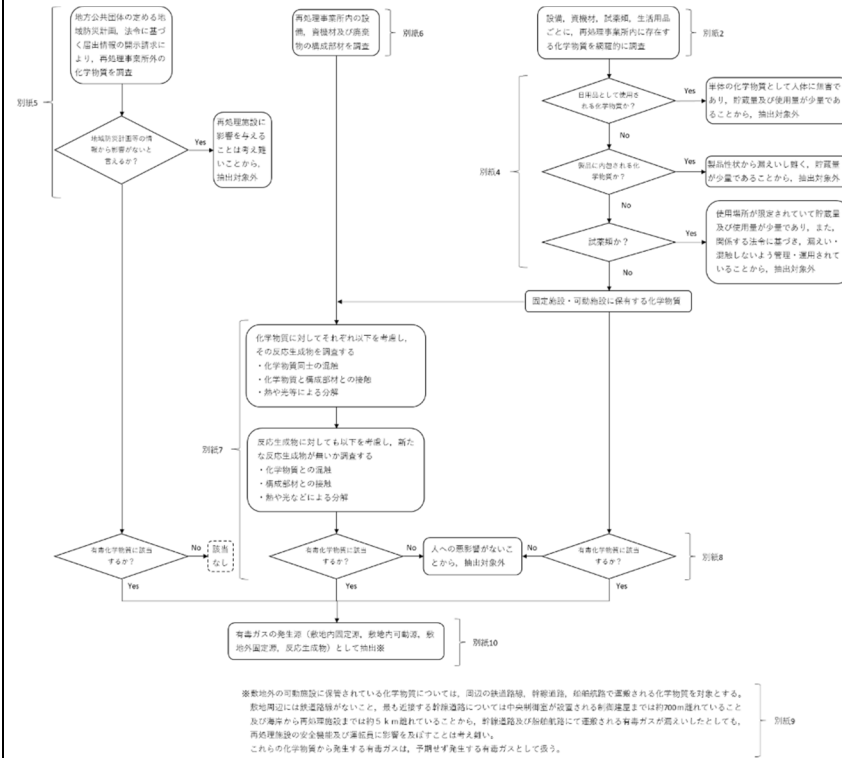 地方公共団体の定める地
域防災計画，法令に基づ
く届出情報の開示請求に
より，再処理事業所外の
化学物質を調査
別紙5
地域防災計画等の情
報から影響がないと
言えるか？
Yes
再処理施設に
影響を与える
ことは考え難
いことから，
抽出対象外
再処理事業所内の設
備，資機材及び廃棄
物の構成部材を調査
別紙6
設備，資機材，試薬類，生活用品
ごとに，再処理事業所内に存在す
る化学物質を網羅的に調査
別紙2
日用品として使用さ
れる化学物質か？
Yes
単体の化学物質として人体に無害で
あり，貯蔵量及び使用量が少量であ
ることから，抽出対象外
No
別紙4
製品に内包される化
学物質か？
Yes
製品性状から漏えいし難く，貯蔵量
が少量であることから，抽出対象外
No
試薬類か？
Yes
使用場所が限定されていて貯蔵量
及び使用量が少量であり，また，
関係する法令に基づき，漏えい・
混触しないよう管理・運用されて
いることから，抽出対象外
No
固定施設・可動施設に保有する化学物質
化学物質に対してそれぞれ以下を考慮し，
その反応生成物を調査する
・化学物質同士の混触
・化学物質と構成部材との接触
・熱や光等による分解
別紙7
反応生成物に対しても以下を考慮し，新た
な反応生成物が無いか調査する
・化学物質との混触
・構成部材との接触
・熱や光などによる分解
有毒化学物質に該当
するか？
No
該当
なし
Yes
有毒化学物質に該当
するか？
No
人への悪影響がないこ
とから，抽出対象外
Yes
No
有毒化学物質に該当
するか？
Yes
別紙8
有毒ガスの発生源（敷地内固定源，敷地内可動源，敷
地外固定源，反応生成物）として抽出※
別紙10
※敷地外の可動施設に保管されている化学物質については，周辺の鉄道路線，幹線道路，船舶航路で運搬される化学物質を対象とする。
敷地周辺には鉄道路線がないこと，最も近接する幹線道路については中央制御室が設置される制御建屋までは約700m離れていること
及び海岸から再処理施設までは約5km離れていることから，幹線道路及び船舶航路にて運搬される有毒ガスが漏えいしたとしても，
再処理施設の安全機能及び運転員に影響を及ぼすことは考え難い。
これらの化学物質から発生する有毒ガスは，予期せず発生する有毒ガスとして扱う。
別紙9